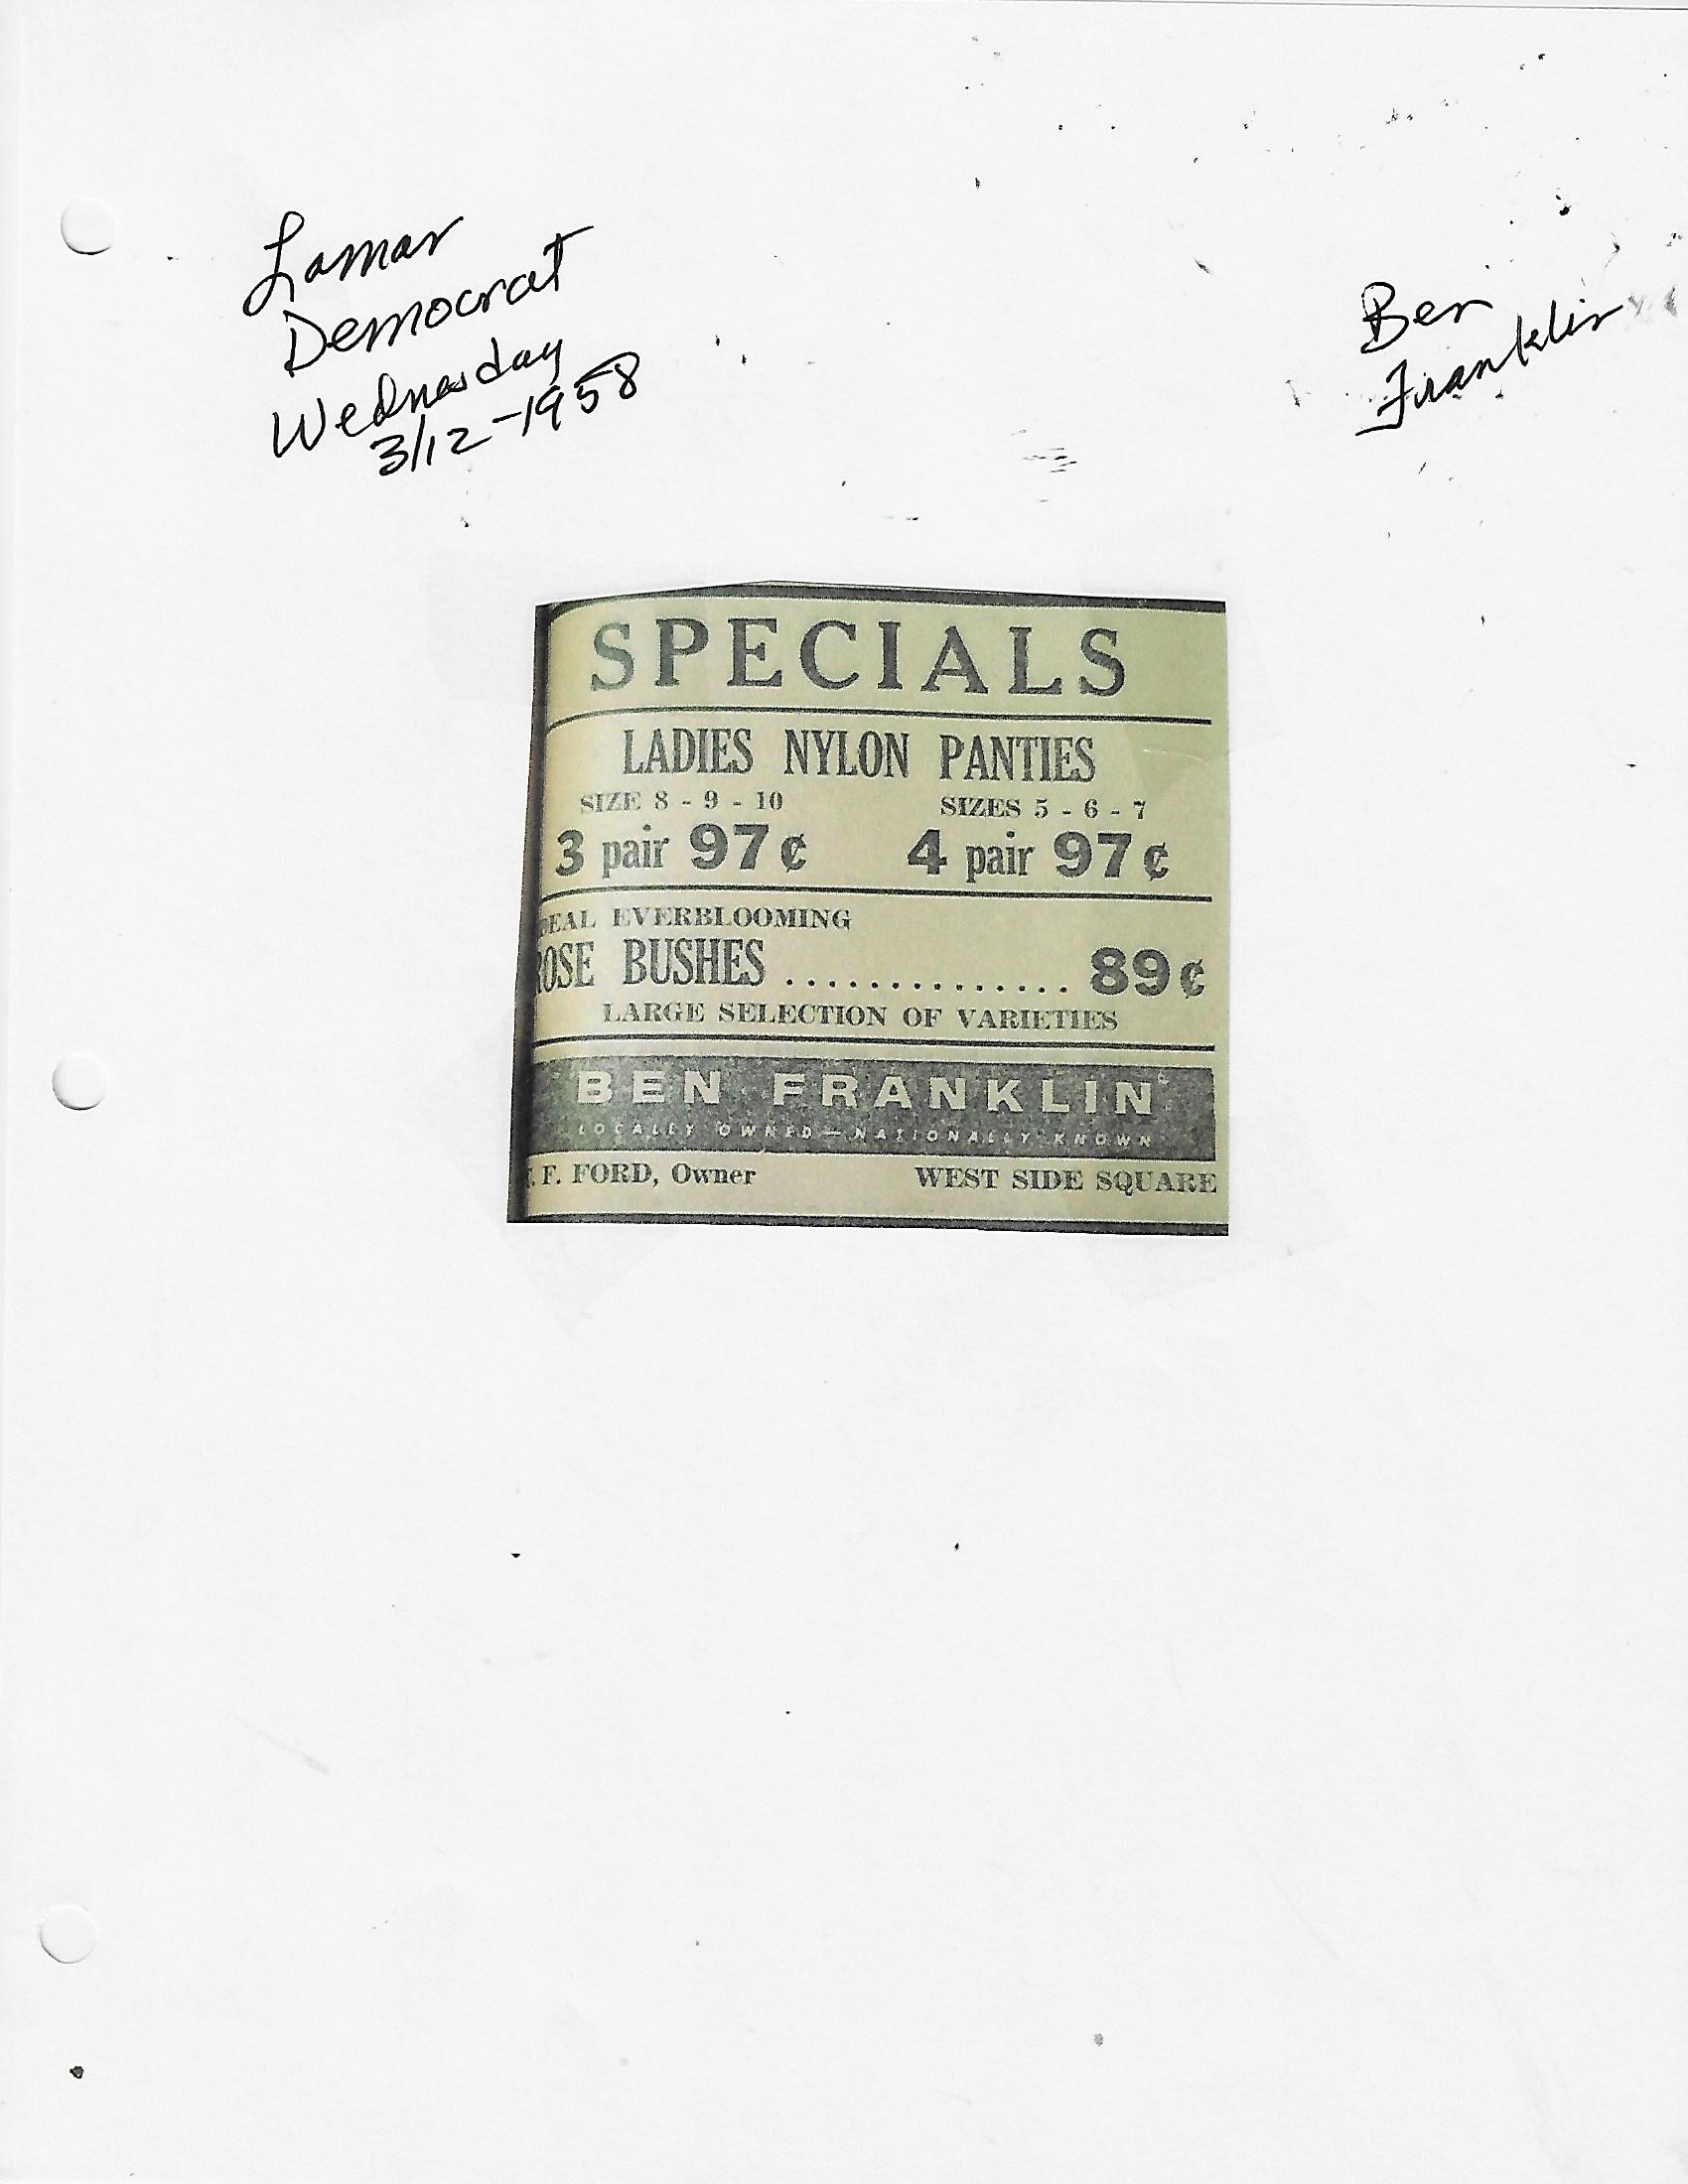 Lamar
Democrat
Wednesday
3/12-1958
Ben
Franklin
SPECIALS
LADIES NYLON PANTIES
SIZE 8 - 9 - 10 SIZES 5 - 6 - 7
3 pair 97¢ 4 pair 97¢
DEAL EVERBLOOMING
ROSE BUSHES .............. 89¢
LARGE SELECTION OF VARIETIES
BEN FRANKLIN
LOCALLY OWNED—NATIONALLY KNOWN
F. FORD, Owner WEST SIDE SQUARE